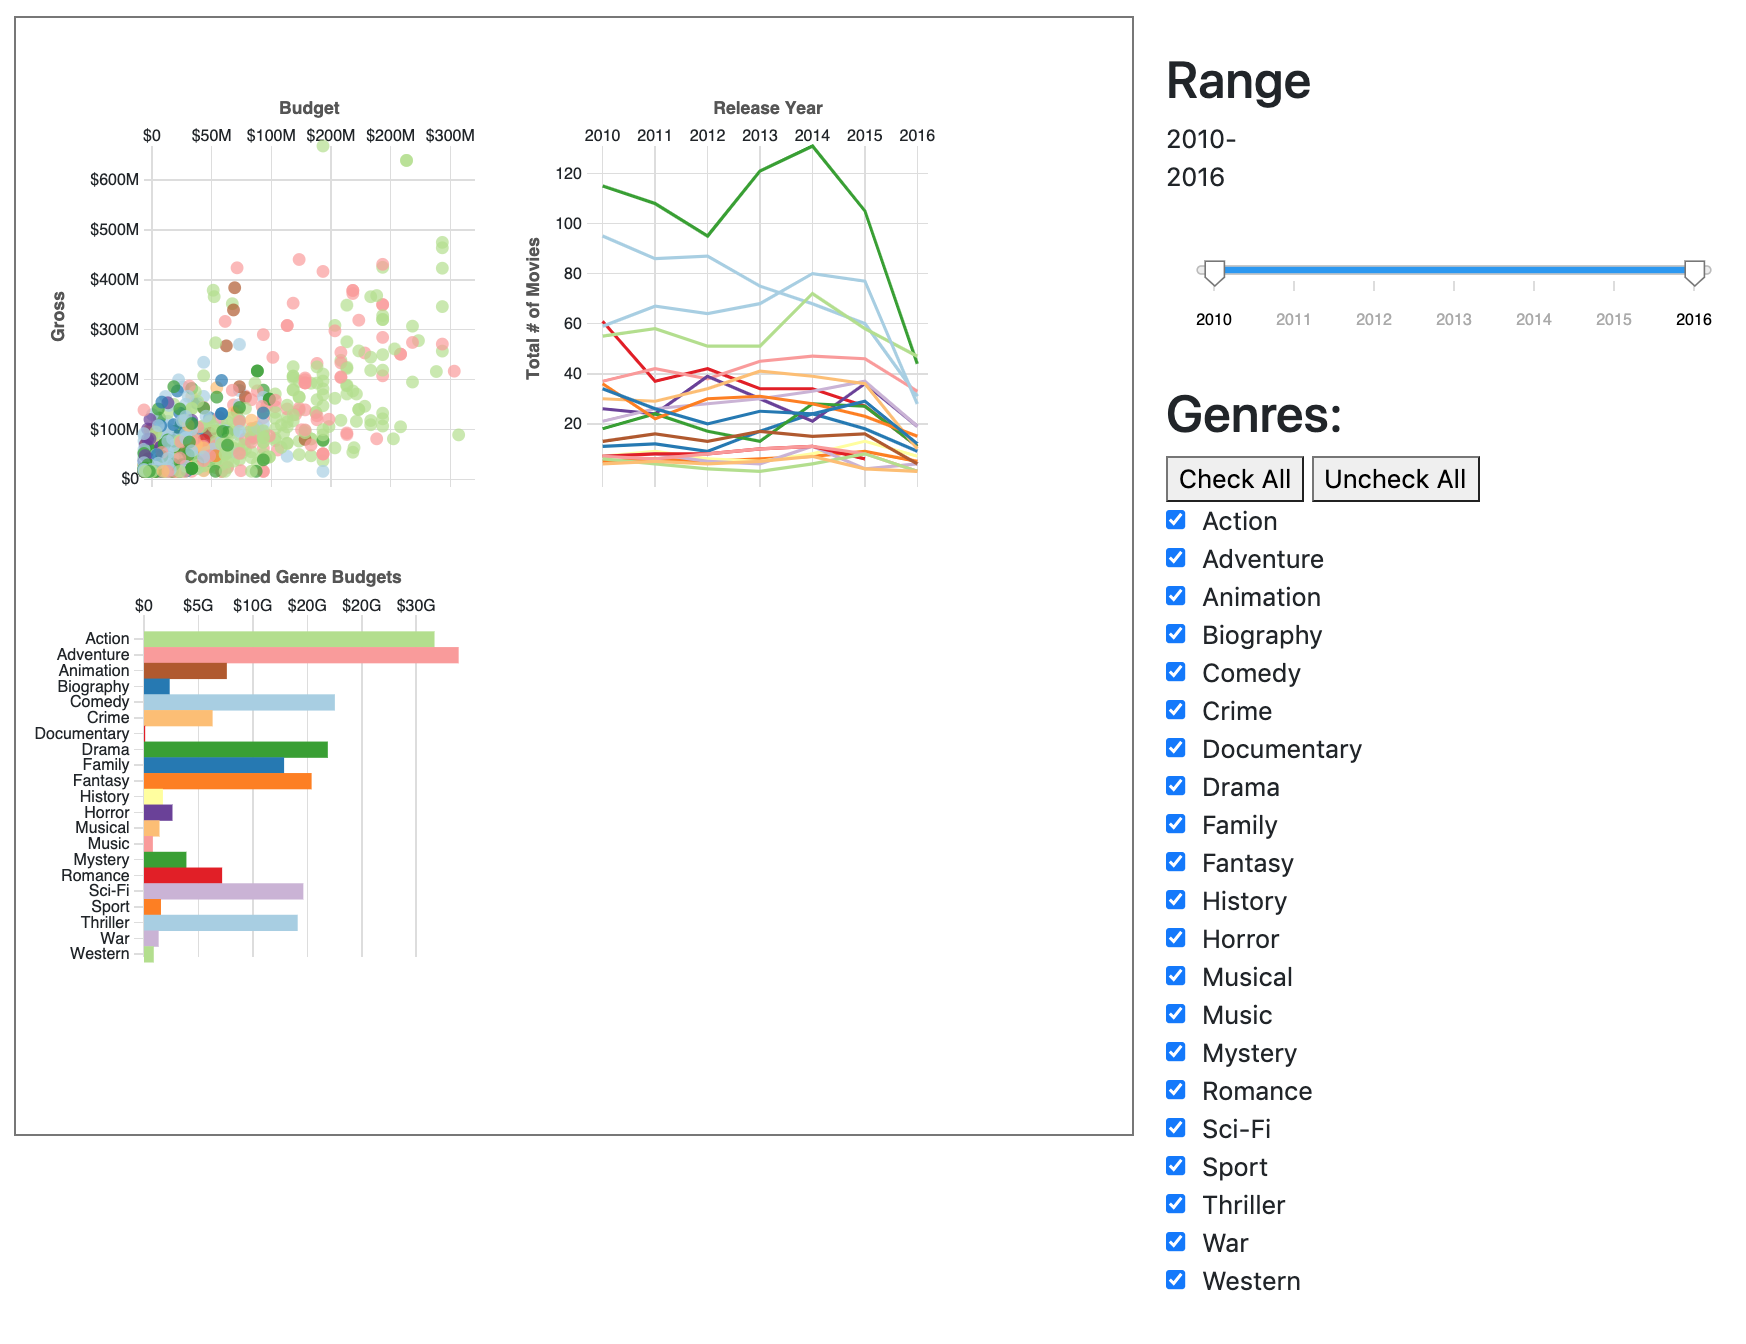 Budget
$0 $50M $100M $200M $200M $300M
$600M
$500M
$400M
$300M
$200M
$100M
$0
Gross
Release Year
2010 2011 2012 2013 2014 2015 2016
120
100
80
60
40
20
Total # of Movies
Combined Genre Budgets
$0 $5G $10G $20G $20G $30G
Action
Adventure
Animation
Biography
Comedy
Crime
Documentary
Drama
Family
Fantasy
History
Horror
Musical
Music
Mystery
Romance
Sci-Fi
Sport
Thriller
War
Western
Range
2010-
2016
2010 2011 2012 2013 2014 2015 2016
Genres:
Check All Uncheck All
Action
Adventure
Animation
Biography
Comedy
Crime
Documentary
Drama
Family
Fantasy
History
Horror
Musical
Music
Mystery
Romance
Sci-Fi
Sport
Thriller
War
Western